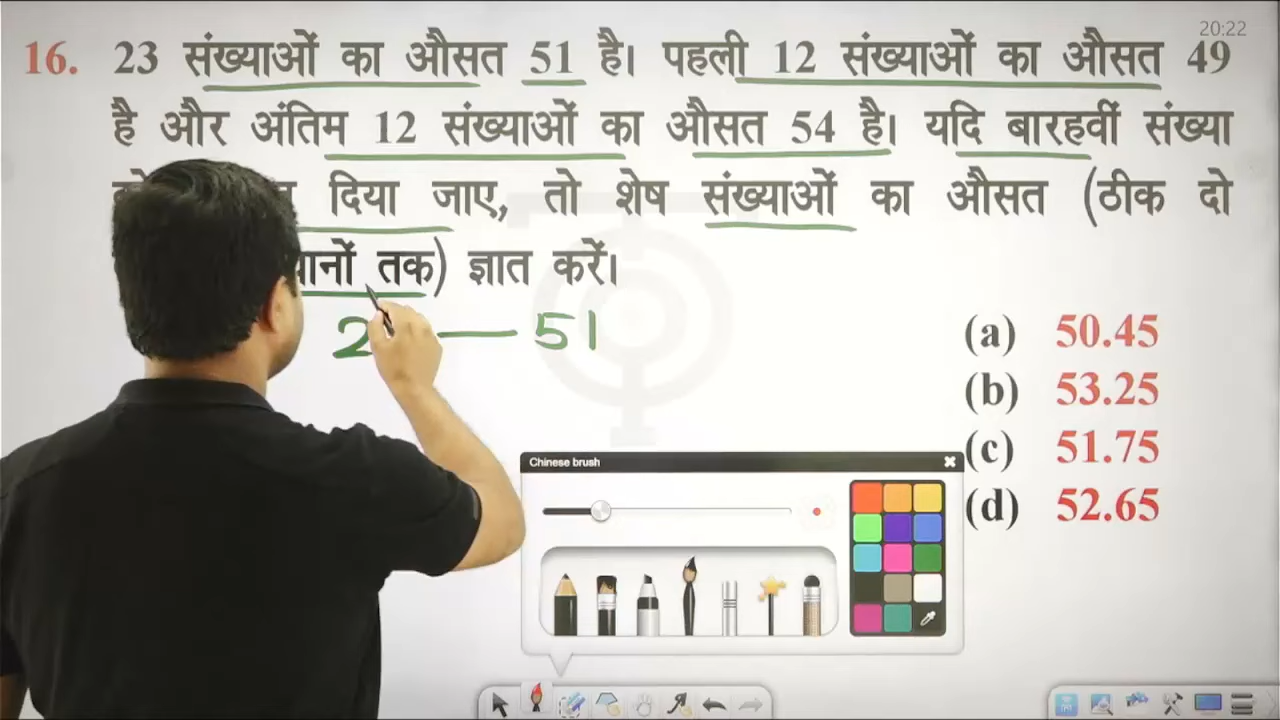 20:22
16. 23 संख्याओं का औसत 51 है। पहली 12 संख्याओं का औसत 49
है और अंतिम 12 संख्याओं का औसत 54 है। यदि बारहवीं संख्या
दिया जाए, तो शेष संख्याओं का औसत (ठीक दो
तक) ज्ञात करें।
2 — 51
(a) 50.45
(b) 53.25
(c) 51.75
(d) 52.65
Chinese brush